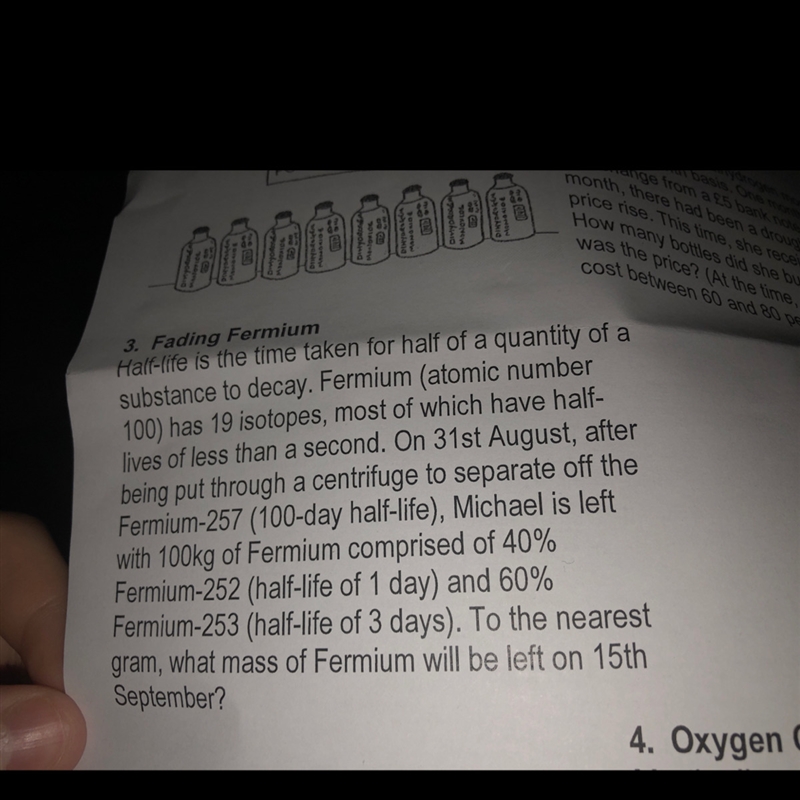 3. Fading Fermium
Half-life is the time taken for half of a quantity of a
substance to decay. Fermium (atomic number
100) has 19 isotopes, most of which have half-
lives of less than a second. On 31st August, after
being put through a centrifuge to separate off the
Fermium-257 (100-day half-life), Michael is left
with 100kg of Fermium comprised of 40%
Fermium-252 (half-life of 1 day) and 60%
Fermium-253 (half-life of 3 days). To the nearest
gram, what mass of Fermium will be left on 15th
September?
basis. One
from a £5 bank
month, there had been a
price rise. This time, she
How many bottles did she
was the price? (At the time,
cost between 60 and 80
4. Oxygen